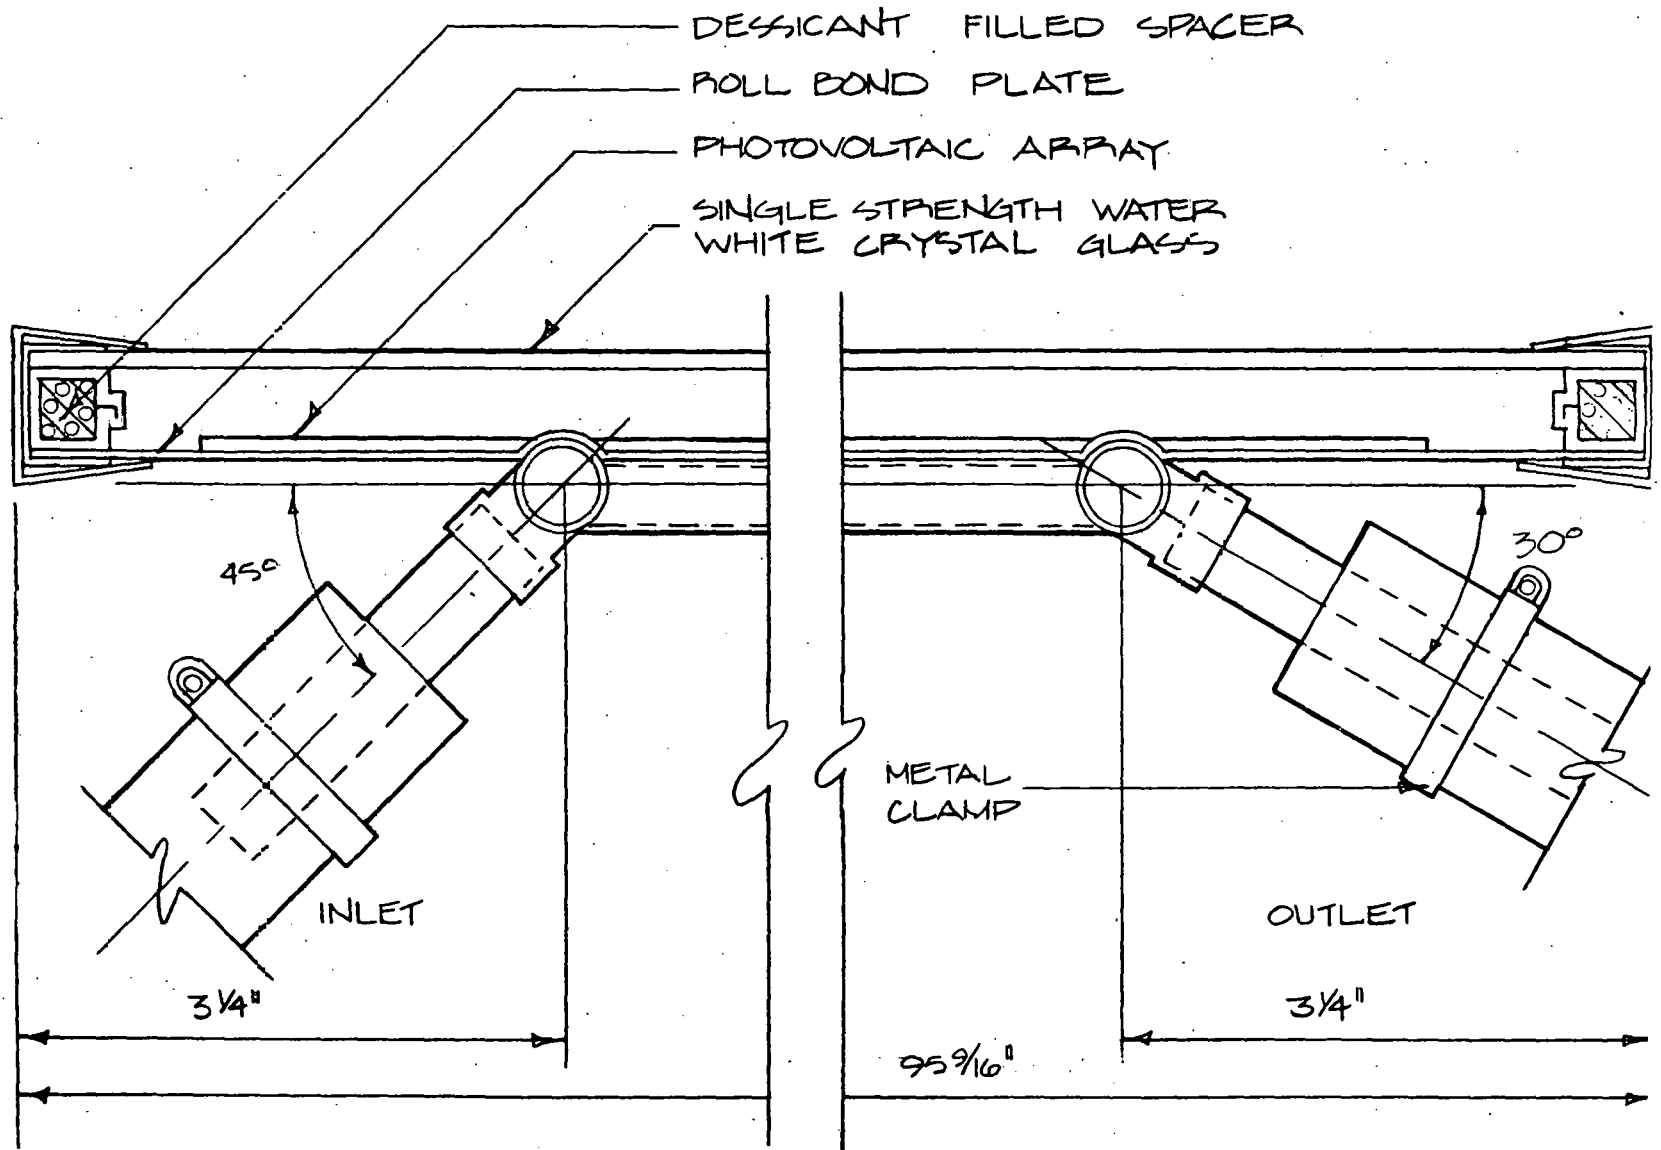 DESSICANT FILLED SPACER
ROLL BOND PLATE
PHOTOVOLTAIC ARRAY
SINGLE STRENGTH WATER
WHITE CRYSTAL GLASS
45°
30°
METAL
CLAMP
INLET
OUTLET
3 1/4"
3 1/4"
95 9/16"